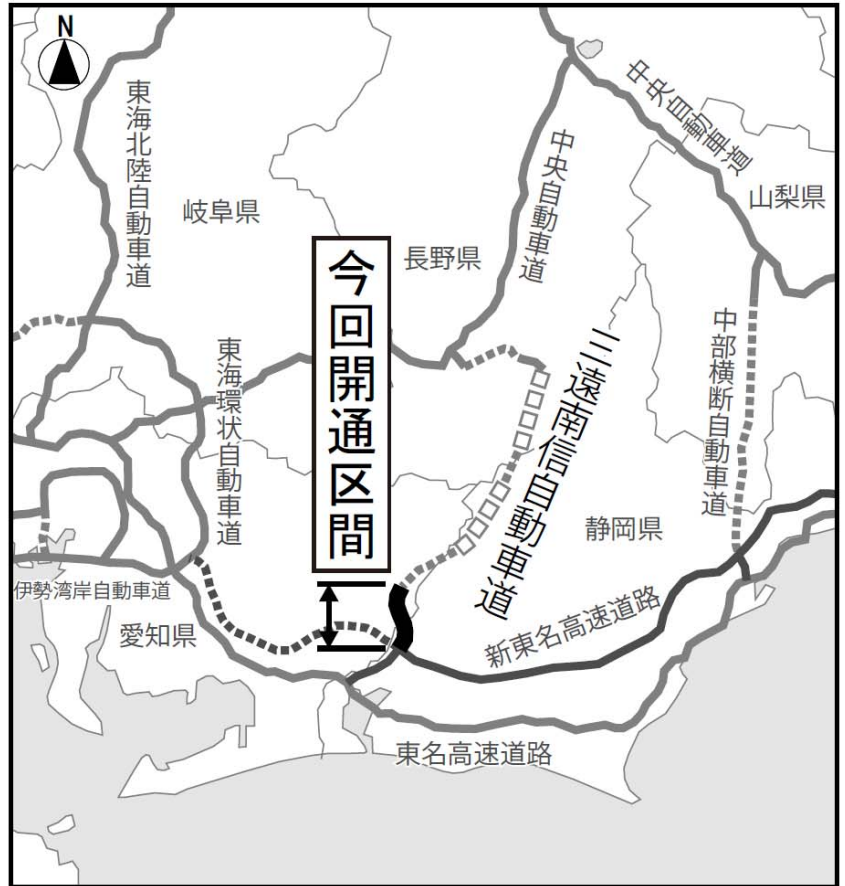 N
東海北陸自動車道
岐阜県
中央自動車道
中央自動車道
山梨県
長野県
今回開通区間
東海環状自動車道
三遠南信自動車道
中部横断自動車道
静岡県
伊勢湾岸自動車道
愛知県
新東名高速道路
東名高速道路